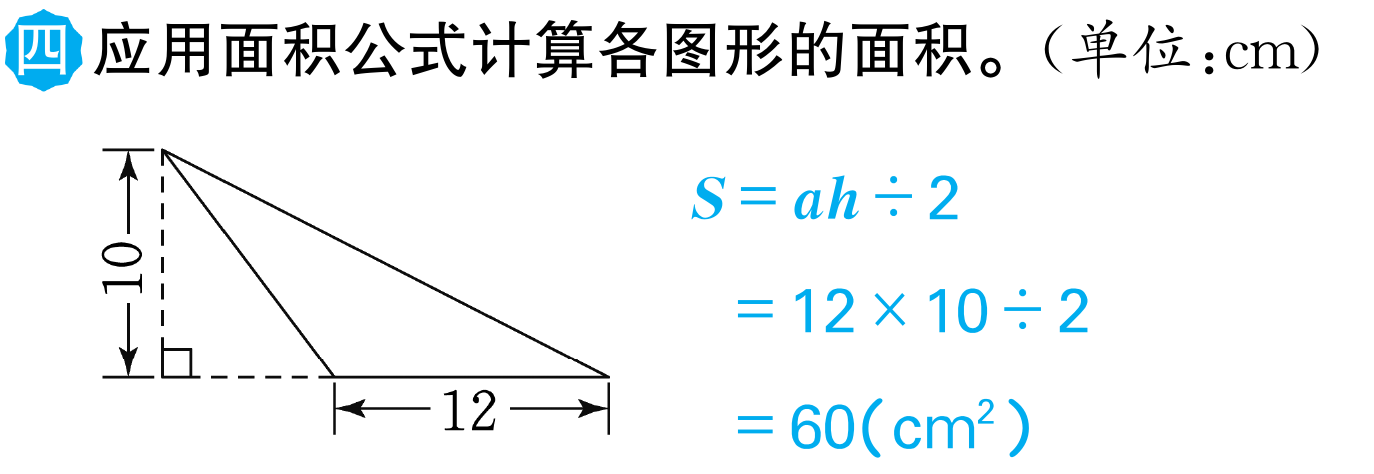 四 应用面积公式计算各图形的面积。(单位:cm)
10
12
S = ah ÷ 2
= 12 × 10 ÷ 2
= 60(cm²)